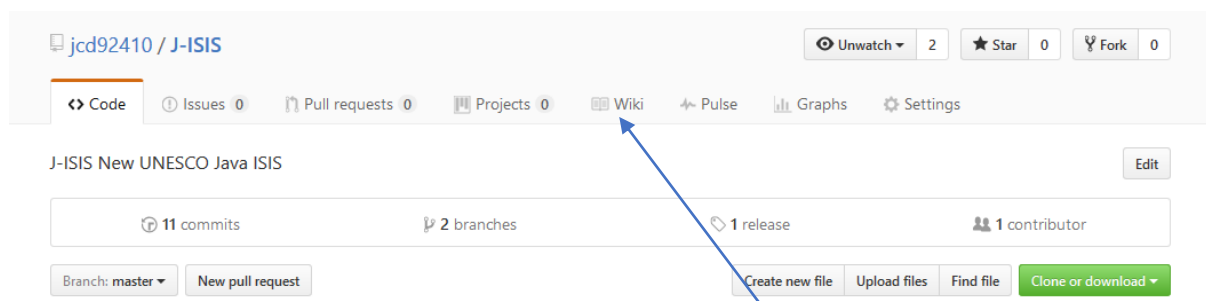 jcd92410 / J-ISIS Unwatch 2 Star 0 Fork 0
Code Issues 0 Pull requests 0 Projects 0 Wiki Pulse Graphs Settings
J-ISIS New UNESCO Java ISIS Edit
11 commits 2 branches 1 release 1 contributor
Branch: master New pull request Create new file Upload files Find file Clone or download